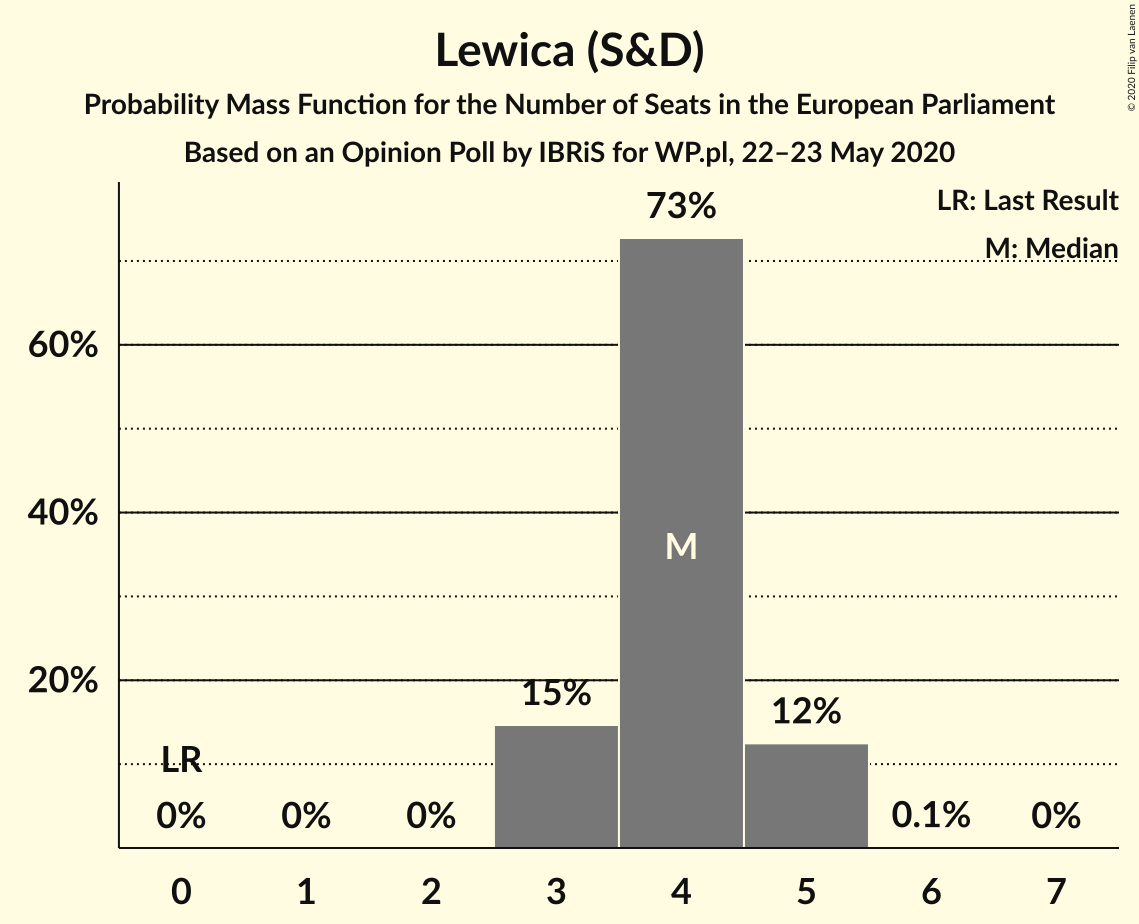 Lewica (S&D)
Probability Mass Function for the Number of Seats in the European Parliament
Based on an Opinion Poll by IBRiS for WP.pl, 22–23 May 2020
© 2020 Filip van Laenen
LR: Last Result
M: Median
73%
60%
40%
M
20%
15%
12%
LR
0%
0%
0%
0.1%
0%
0 1 2 3 4 5 6 7